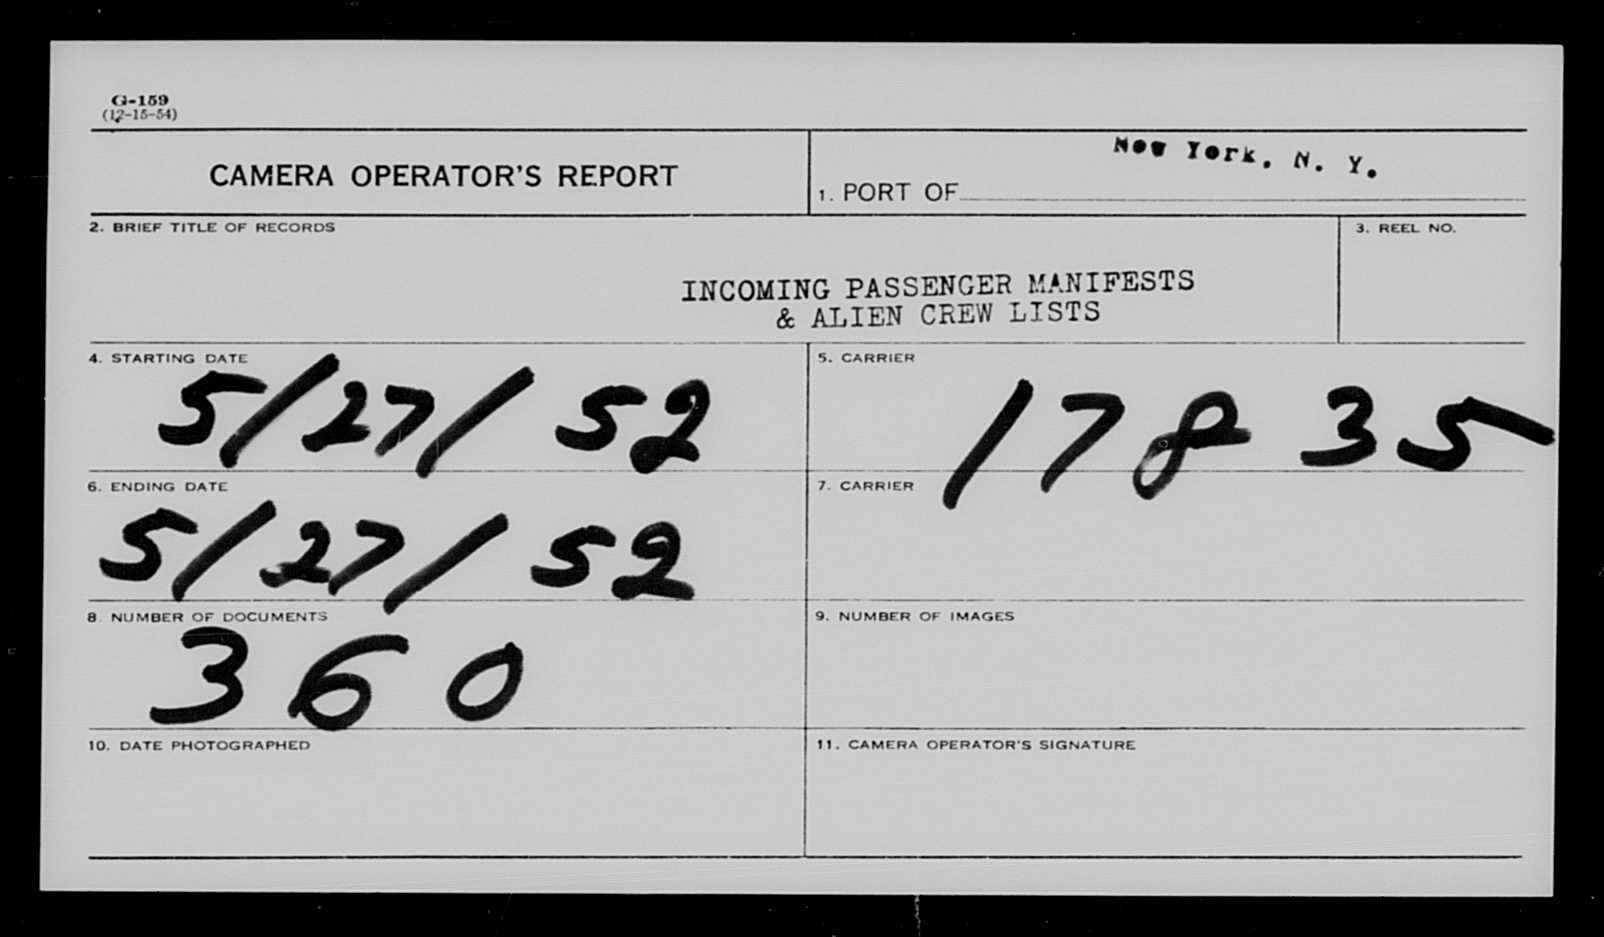 G-159
(12-15-54)
CAMERA OPERATOR'S REPORT
1. PORT OF New York, N. Y.
2. BRIEF TITLE OF RECORDS
3. REEL NO.
INCOMING PASSENGER MANIFESTS
& ALIEN CREW LISTS
4. STARTING DATE
5/27/52
5. CARRIER
17835
6. ENDING DATE
5/27/52
7. CARRIER
8. NUMBER OF DOCUMENTS
360
9. NUMBER OF IMAGES
10. DATE PHOTOGRAPHED
11. CAMERA OPERATOR'S SIGNATURE